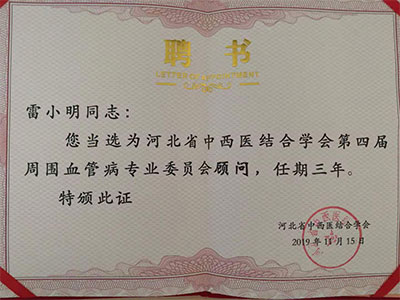 聘书
LETTER OF APPOINTMENT
雷小明同志：
您当选为河北省中西医结合学会第四届
周围血管病专业委员会顾问，任期三年。
特颁此证
河北省中西医结合学会
2019年11月15日